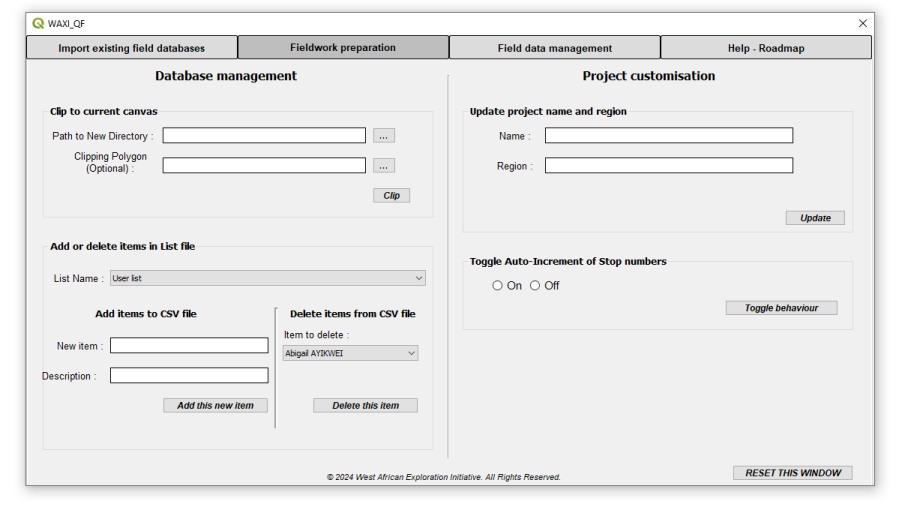 WAXI_QF
Import existing field databases
Fieldwork preparation
Field data management
Help - Roadmap
Database management
Clip to current canvas
Path to New Directory :
...
Clipping Polygon
(Optional) :
...
Clip
Add or delete items in List file
List Name :
User list
Add items to CSV file
New item :
Description :
Add this new item
Delete items from CSV file
Item to delete :
Abigail AYIKWEI
Delete this item
Project customisation
Update project name and region
Name :
Region :
Update
Toggle Auto-Increment of Stop numbers
On Off
Toggle behaviour
© 2024 West African Exploration Initiative. All Rights Reserved.
RESET THIS WINDOW